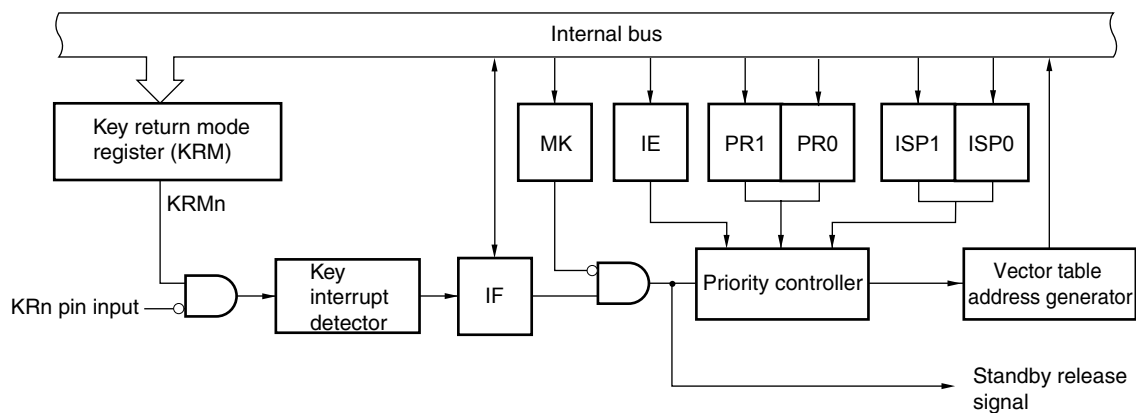 Internal bus
Key return mode
register (KRM)
MK
IE
PR1
PR0
ISP1
ISP0
KRMn
KRn pin input
Key
interrupt
detector
IF
Priority controller
Vector table
address generator
Standby release
signal